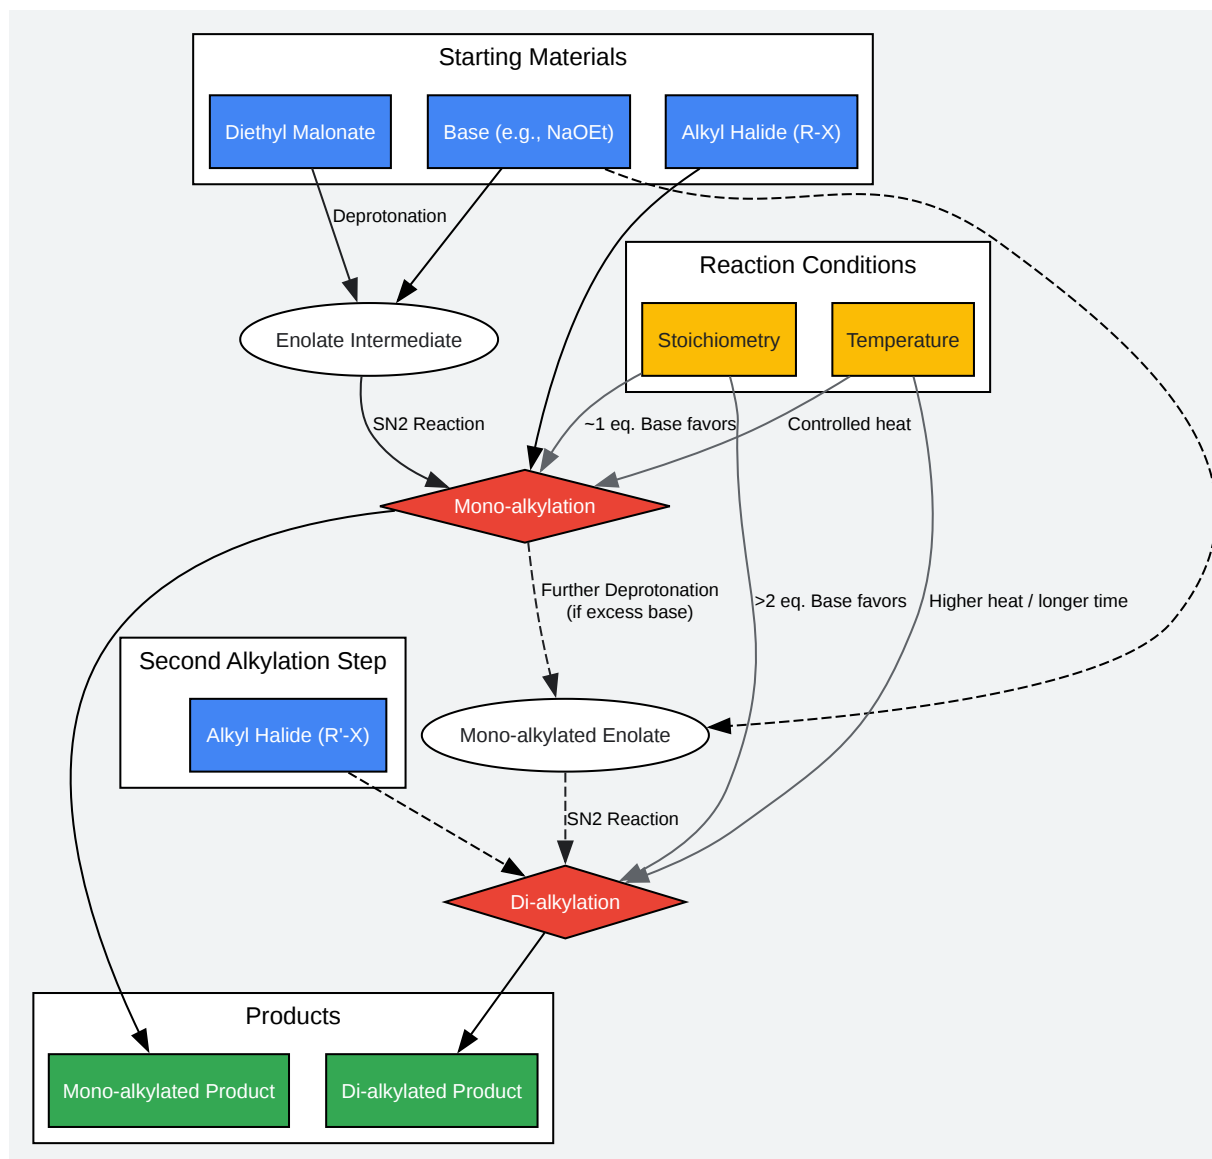 Starting Materials
Diethyl Malonate
Base (e.g., NaOEt)
Alkyl Halide (R-X)
Deprotonation
Reaction Conditions
Enolate Intermediate
Stoichiometry
Temperature
SN2 Reaction
~1 eq. Base favors
Controlled heat
Mono-alkylation
Further Deprotonation
(if excess base)
>2 eq. Base favors
Higher heat / longer time
Second Alkylation Step
Alkyl Halide (R'-X)
Mono-alkylated Enolate
SN2 Reaction
Di-alkylation
Products
Mono-alkylated Product
Di-alkylated Product